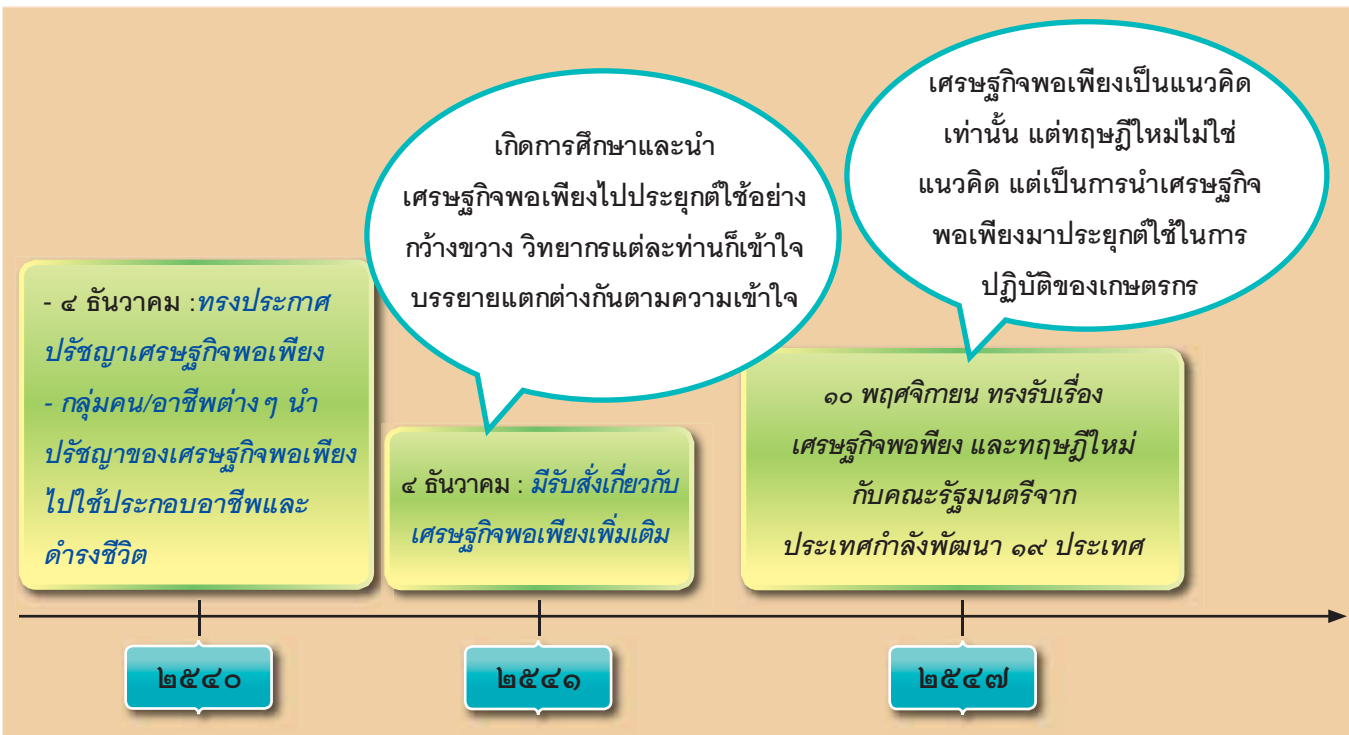 - ๔ ธันวาคม :ทรงประกาศ
ปรัชญาเศรษฐกิจพอเพียง
- กลุ่มคน/อาชีพต่างๆ นำ
ปรัชญาของเศรษฐกิจพอเพียง
ไปใช้ประกอบอาชีพและ
ดำรงชีวิต
๒๕๔๐
เกิดการศึกษาและนำ
เศรษฐกิจพอเพียงไปประยุกต์ใช้อย่าง
กว้างขวาง วิทยากรแต่ละท่านก็เข้าใจ
บรรยายแตกต่างกันตามความเข้าใจ
๔ ธันวาคม : มีรับสั่งเกี่ยวกับ
เศรษฐกิจพอเพียงเพิ่มเติม
๒๕๔๑
เศรษฐกิจพอเพียงเป็นแนวคิด
เท่านั้น แต่ทฤษฎีใหม่ไม่ใช่
แนวคิด แต่เป็นการนำเศรษฐกิจ
พอเพียงมาประยุกต์ใช้ในการ
ปฏิบัติของเกษตรกร
๑๐ พฤศจิกายน ทรงรับเรื่อง
เศรษฐกิจพอพียง และทฤษฎีใหม่
กับคณะรัฐมนตรีจาก
ประเทศกำลังพัฒนา ๑๙ ประเทศ
๒๕๔๗